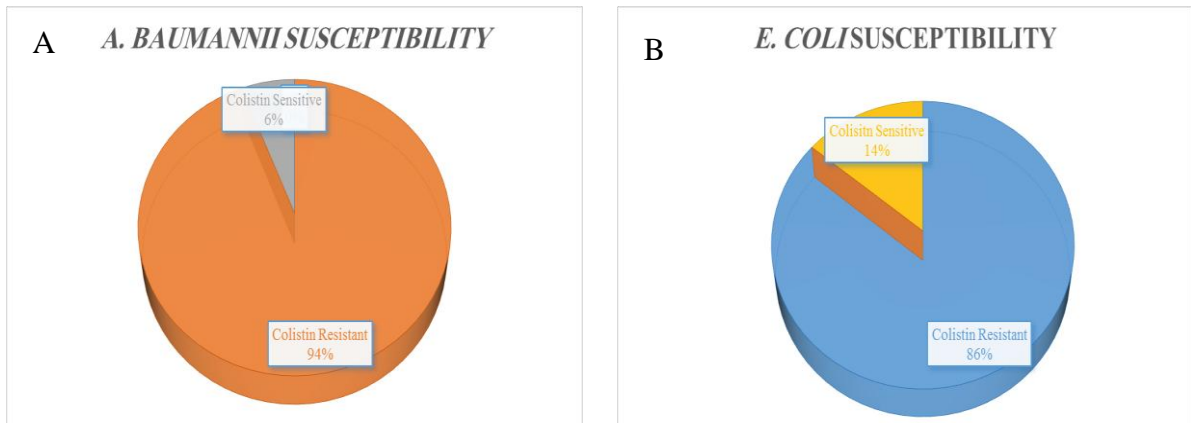 A
A. BAUMANNII SUSCEPTIBILITY
Colistin Sensitive
6%
Colistin Resistant
94%
B
E. COLI SUSCEPTIBILITY
Colisitn Sensitive
14%
Colistin Resistant
86%